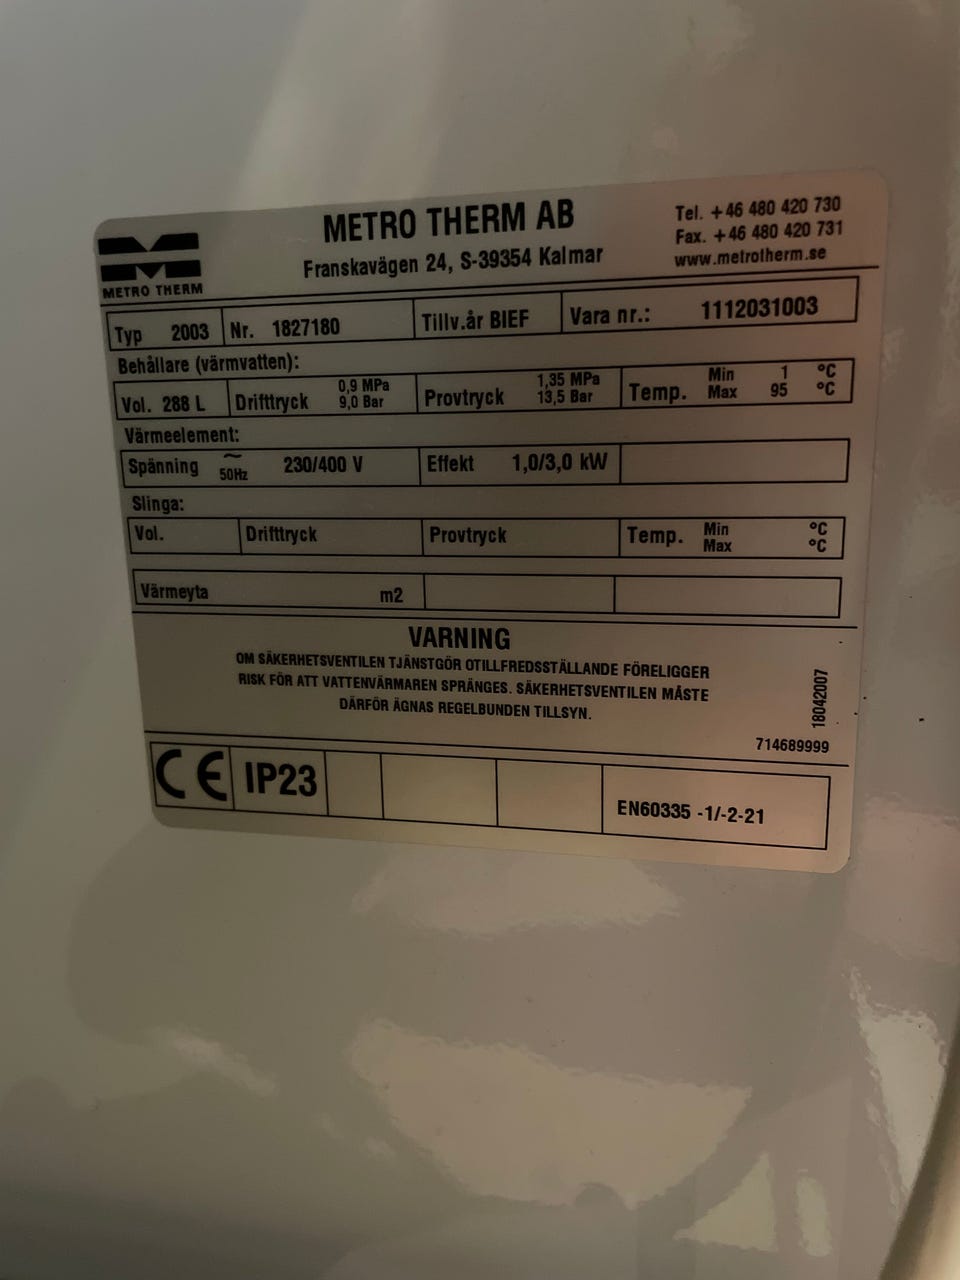 METRO THERM AB
Franskavägen 24, S-39354 Kalmar
Tel. +46 480 420 730
Fax. +46 480 420 731
www.metrotherm.se
METRO THERM
Typ 2003 Nr. 1827180 Tillv.år BIEF Vara nr.: 1112031003
Behållare (värmvatten):
Vol. 288 L Drifttryck 0,9 MPa 9,0 Bar Provtryck 1,35 MPa 13,5 Bar Temp. Min 1 °C Max 95 °C
Värmeelement:
Spänning ~ 50Hz 230/400 V Effekt 1,0/3,0 kW
Slinga:
Vol. Drifttryck Provtryck Temp. Min °C Max °C
Värmeyta m2
VARNING
OM SÄKERHETSVENTILEN TJÄNSTGÖR OTILLFREDSSTÄLLANDE FÖRELIGGER
RISK FÖR ATT VATTENVÄRMAREN SPRÄNGES. SÄKERHETSVENTILEN MÅSTE
DÄRFÖR ÄGNAS REGELBUNDEN TILLSYN.
18042007
714689999
CE IP23 EN60335 -1/-2-21